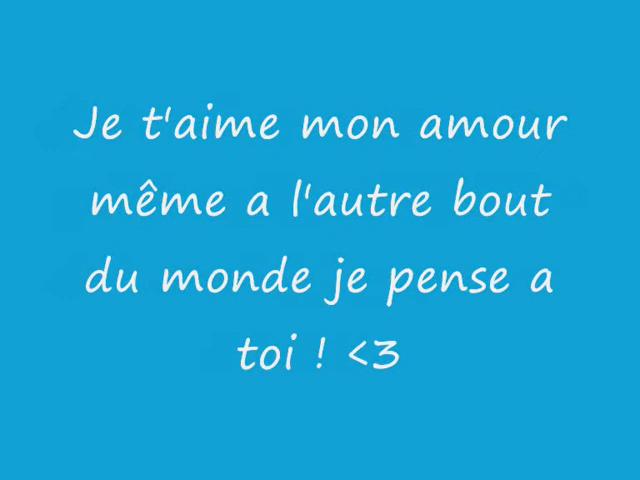 Je t'aime mon amour
même a l'autre bout
du monde je pense a
toi ! <3